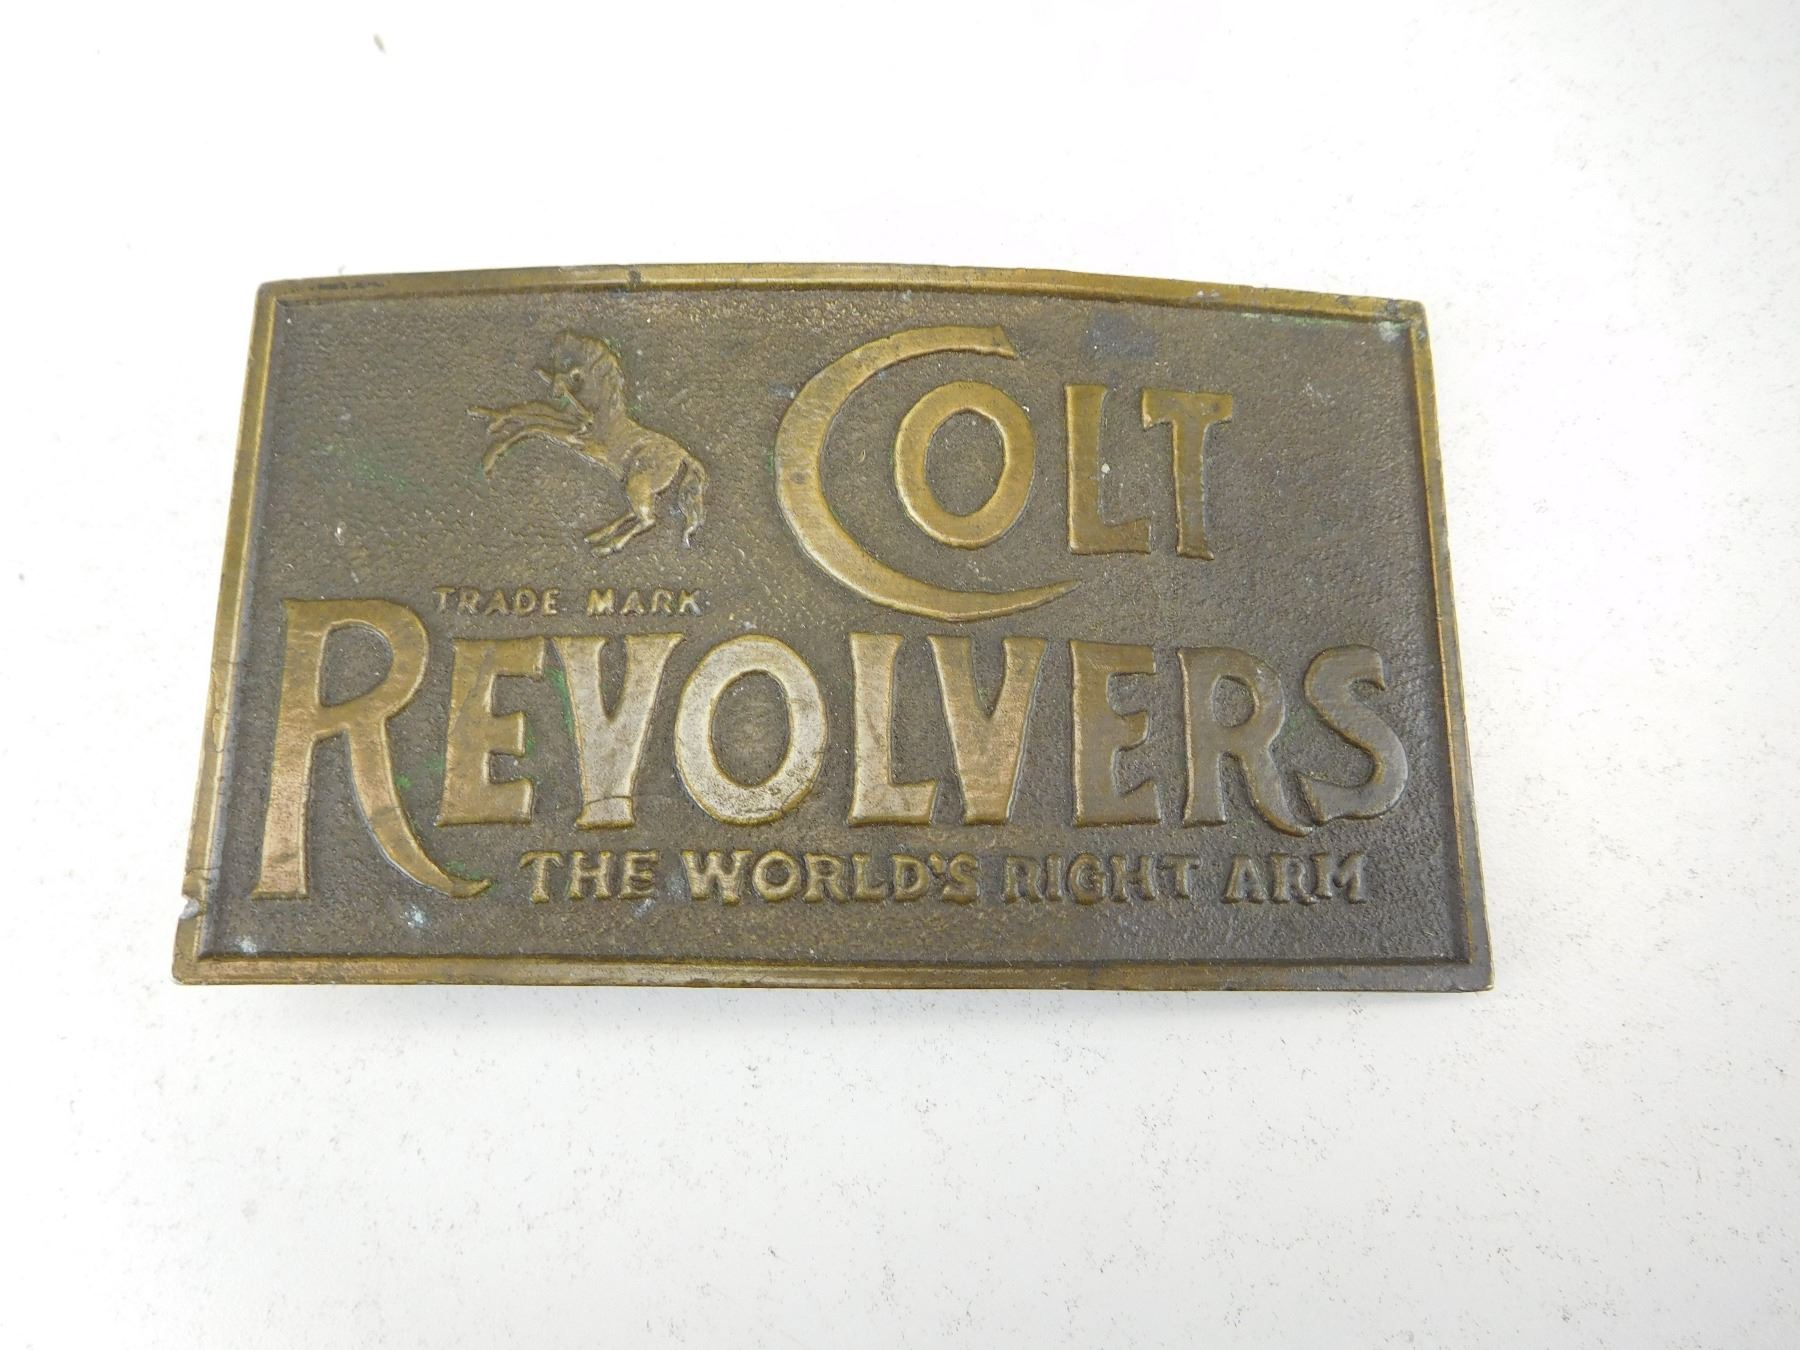 COLT
TRADE MARK
REVOLVERS
THE WORLD'S RIGHT ARM